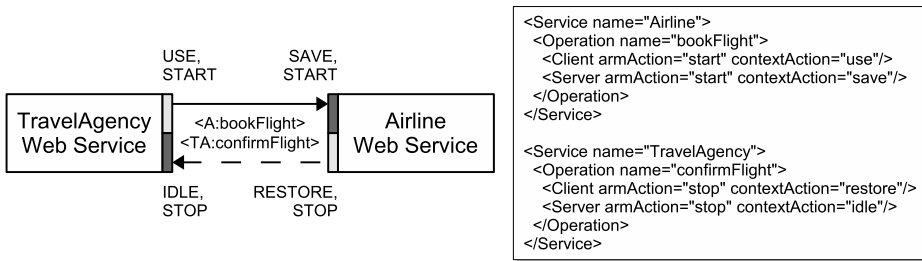 USE,
START
SAVE,
START
TravelAgency
Web Service
<A:bookFlight>
<TA:confirmFlight>
Airline
Web Service
IDLE,
STOP
RESTORE,
STOP
<Service name="Airline">
<Operation name="bookFlight">
<Client armAction="start" contextAction="use"/>
<Server armAction="start" contextAction="save"/>
</Operation>
</Service>
<Service name="TravelAgency">
<Operation name="confirmFlight">
<Client armAction="stop" contextAction="restore"/>
<Server armAction="stop" contextAction="idle"/>
</Operation>
</Service>